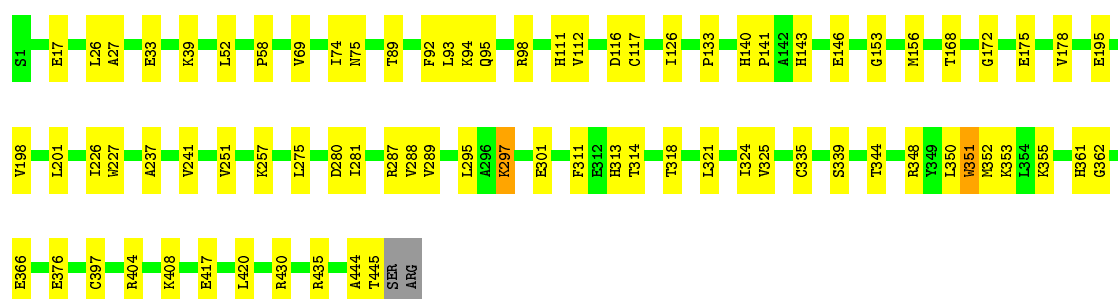 S1 E17 L26 A27 E33 K39 L52 P58 V69 I74 N75 T89 F92 L93 K94 Q95 R98 H111 V112 D116 C117 I126 P133 H140 P141 A142 H143 E146 G153 M156 T168 G172 E175 V178 E195
V198 L201 I226 W227 A237 V241 V251 K257 L275 D280 I281 R287 V288 V289 L295 A296 K297 E301 F311 E312 H313 T314 T318 L321 I324 V325 C335 S339 T344 R348 Y349 L350 W351 M352 K353 L354 K355 H361 G362
E366 E376 C397 R404 K408 E417 L420 R430 R435 A444 T445 SER ARG